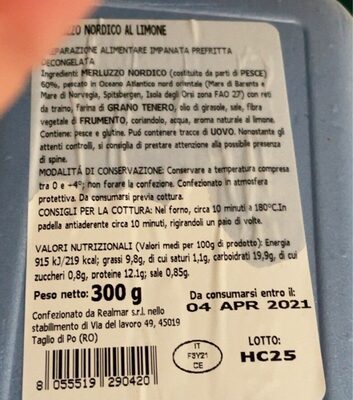 ZZO NORDICO AL LIMONE
PARAZIONE ALIMENTARE IMPANATA PREFRITTA
DECONGELATA
Ingredienti: MERLUZZO NORDICO (costituite da parti di PESCE)
60%, pescato in Oceano Atlantico nord orientale (Mare di Barents e
Mare di Norvegia, Spitsbergen, Isola degli Orsi zona FAO 27) con reti
da traino, Farina di GRANO TENERO, olio di girasole, sale, fibra
vegetale di FRUMENTO, coriandolo, acqua, aroma naturale al limone.
Contiene: pesce e glutine. Può contenere tracce di UOVO. Nonostante gli
attenti controlli, si consiglia di prestare attenzione alla possibile presenza
di spine.
MODALITÁ DI CONSERVAZIONE: Conservare a temperatura compresa
tra 0 e +4°; non forare la confezione. Confezionato in atmosfera
protettiva. Da consumarsi previa cottura.
CONSIGLI PER LA COTTURA: Nel forno, circa 10 minuti a 180°C.In
padella antiaderente circa 10 minuti, rigirandoli un paio di volte.
VALORI NUTRIZIONALI (Valori medi per 100g di prodotto): Energia
915 kJ/219 kcal; grassi 9,8g, di cui saturi 1,1g, carboidrati 19,9g, di cui
zuccheri 0,8g, proteine 12.1g; sale 0,85g.
Peso netto: 300 g
Da consumarsi entro il:
04 APR 2021
Confezionato da Realmar s.r.l. nello
stabilimento di Via del lavoro 49, 45019
Taglio di Po (RO)
IT
F3Y21
CE
LOTTO:
HC25
8 055519 290420